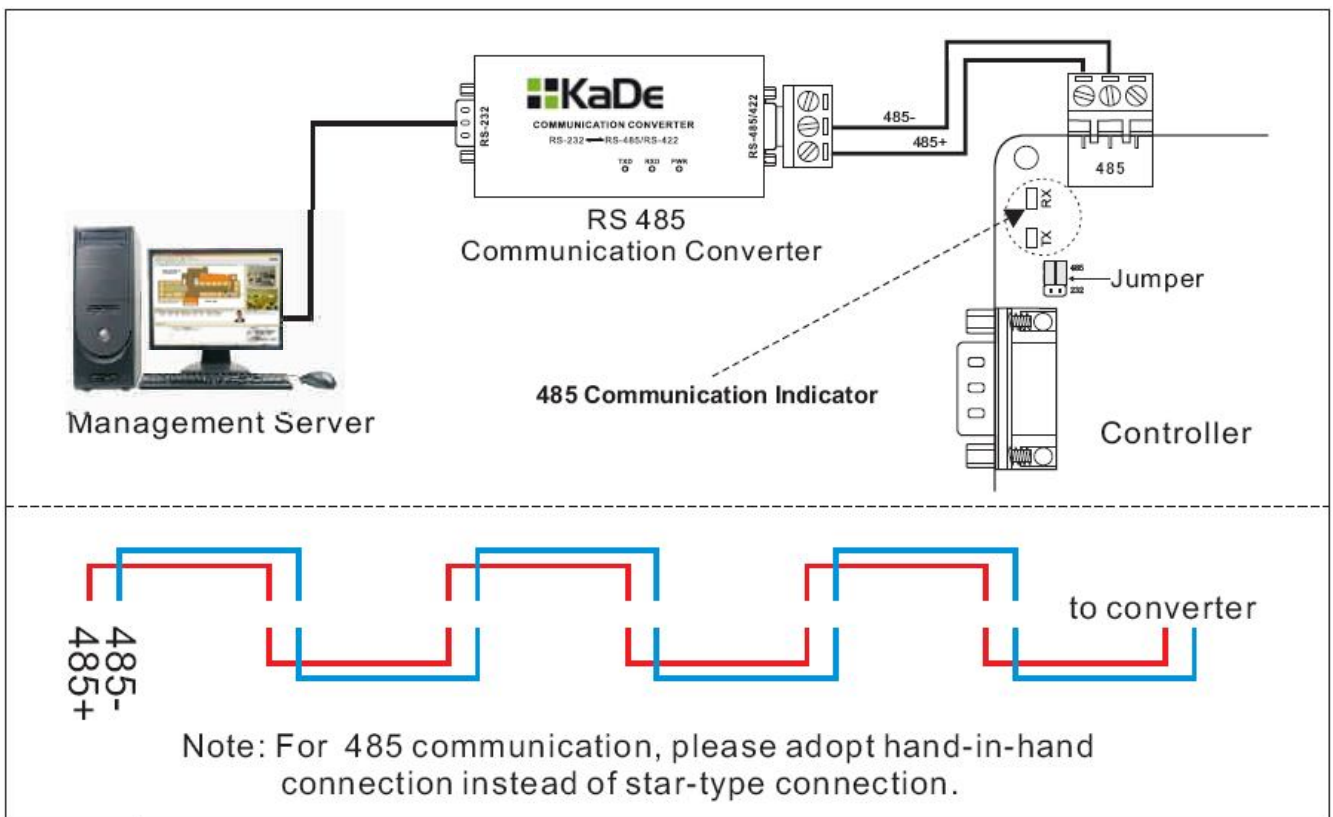 KaDe
COMMUNICATION CONVERTER
RS-232 RS-485/RS-422
TXD RXD PWR
RS-232
RS-485/422
485-
485+
485
RX
TX
485
232
Jumper
RS 485
Communication Converter
485 Communication Indicator
Management Server
Controller
485-
485+
to converter
Note: For 485 communication, please adopt hand-in-hand
connection instead of star-type connection.